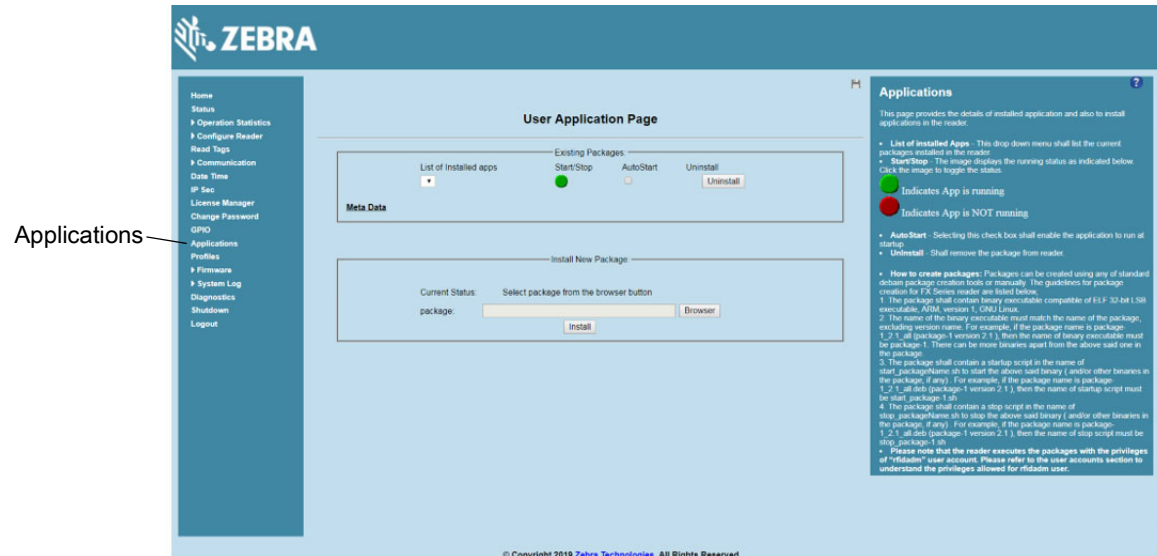 ZEBRA
Applications
Home
Status
Operation Statistics
Configure Reader
Read Tags
Communication
Date Time
IP Sec
License Manager
Change Password
GPIO
Applications
Profiles
Firmware
System Log
Diagnostics
Shutdown
Logout
User Application Page
Existing Packages:
List of Installed apps Start/Stop AutoStart Uninstall
Uninstall
Meta Data
Install New Package:
Current Status: Select package from the browser button
package: Browser
Install
?
Applications
This page provides the details of installed application and also to install
applications in the reader.
• List of installed Apps - This drop down menu shall list the current
packages installed in the reader
• Start/Stop - The image displays the running status as indicated below.
Click the image to toggle the status.
Indicates App is running
Indicates App is NOT running
• AutoStart - Selecting this check box shall enable the application to run at
startup.
• UnInstall - Shall remove the package from reader.
• How to create packages: Packages can be created using any of standard
debain package creation tools or manually. The guidelines for package
creation for FX Series reader are listed below,
1. The package shall contain binary executable compatible of ELF 32-bit LSB
executable, ARM, version 1, GNU Linux.
2. The name of the binary executable must match the name of the package,
excluding version name. For example, if the package name is package-
1_2.1_all (package-1 version 2.1 ), then the name of binary executable must
be package-1. There can be more binaries apart from the above said one in
the package.
3. The package shall contain a startup script in the name of
start_packageName.sh to start the above said binary ( and/or other binaries in
the package, if any) . For example, if the package name is package-
1_2.1_all.deb (package-1 version 2.1 ), then the name of startup script must
be start_package-1.sh
4. The package shall contain a stop script in the name of
stop_packageName.sh to stop the above said binary ( and/or other binaries in
the package, if any) . For example, if the package name is package-
1_2.1_all.deb (package-1 version 2.1 ), then the name of stop script must be
stop_package-1.sh
• Please note that the reader executes the packages with the privileges
of "rfidadm" user account. Please refer to the user accounts section to
understand the privileges allowed for rfidadm user.
© Copyright 2019 Zebra Technologies. All Rights Reserved